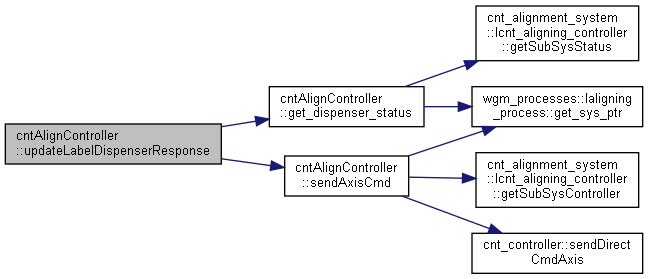 cntAlignController
::updateLabelDispenserResponse
cntAlignController
::get_dispenser_status
cntAlignController
::sendAxisCmd
cnt_alignment_system
::Icnt_aligning_controller
::getSubSysStatus
wgm_processes::Ialigning
_process::get_sys_ptr
cnt_alignment_system
::Icnt_aligning_controller
::getSubSysController
cnt_controller::sendDirect
CmdAxis